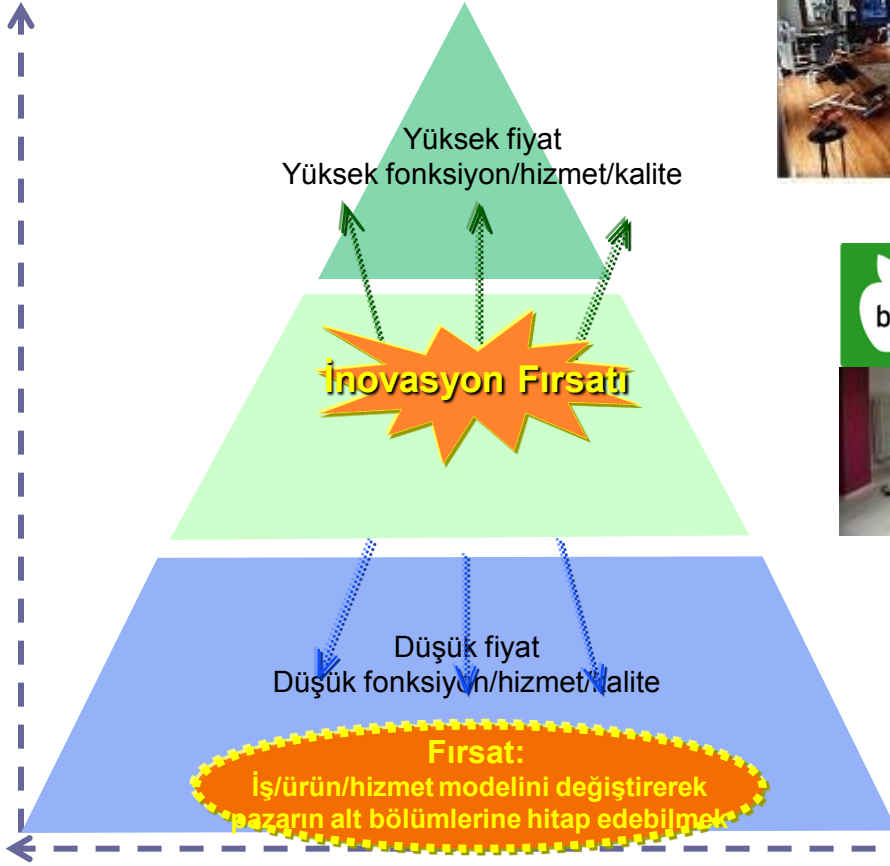 Yüksek fiyat
Yüksek fonksiyon/hizmet/kalite
b
İnovasyon Fırsatı
Düşük fiyat
Düşük fonksiyon/hizmet/kalite
Fırsat:
İş/ürün/hizmet modelini değiştirerek
pazarın alt bölümlerine hitap edebilmek